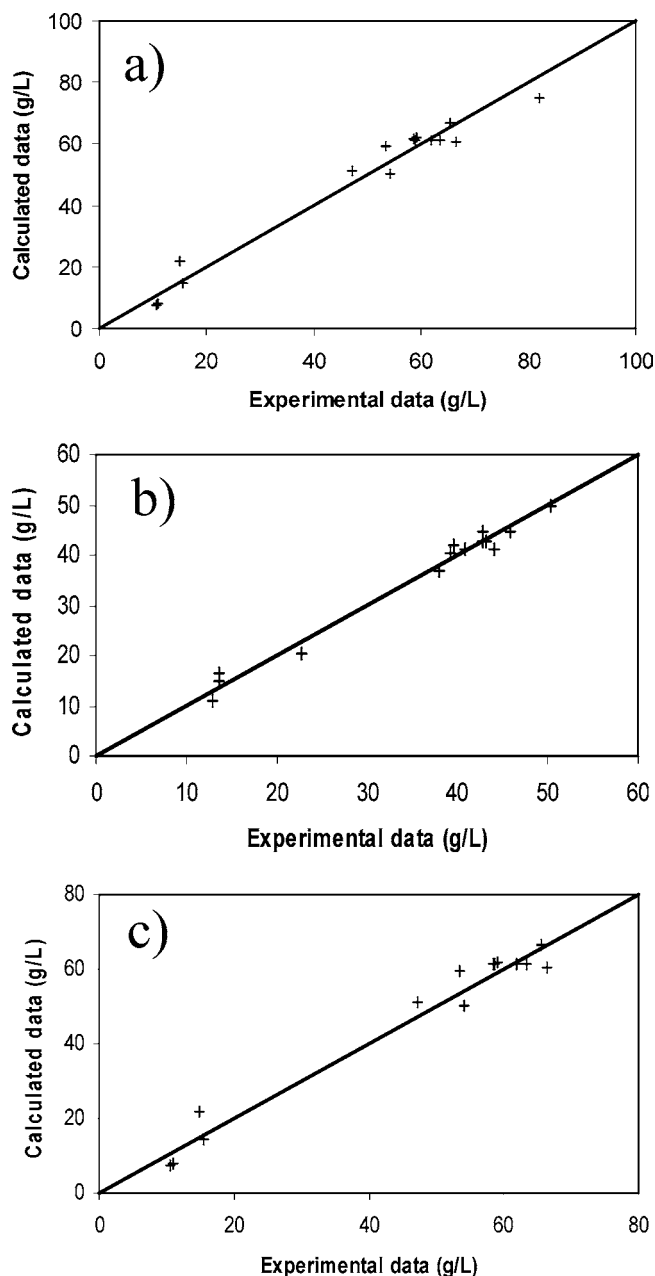 100
a)
80
60
40
20
0
Calculated data (g/L)
0 20 40 60 80 100
Experimental data (g/L)
60
b)
50
40
30
20
10
0
Calculated data (g/L)
0 10 20 30 40 50 60
Experimental data (g/L)
80
c)
60
40
20
0
Calculated data (g/L)
0 20 40 60 80
Experimental data (g/L)